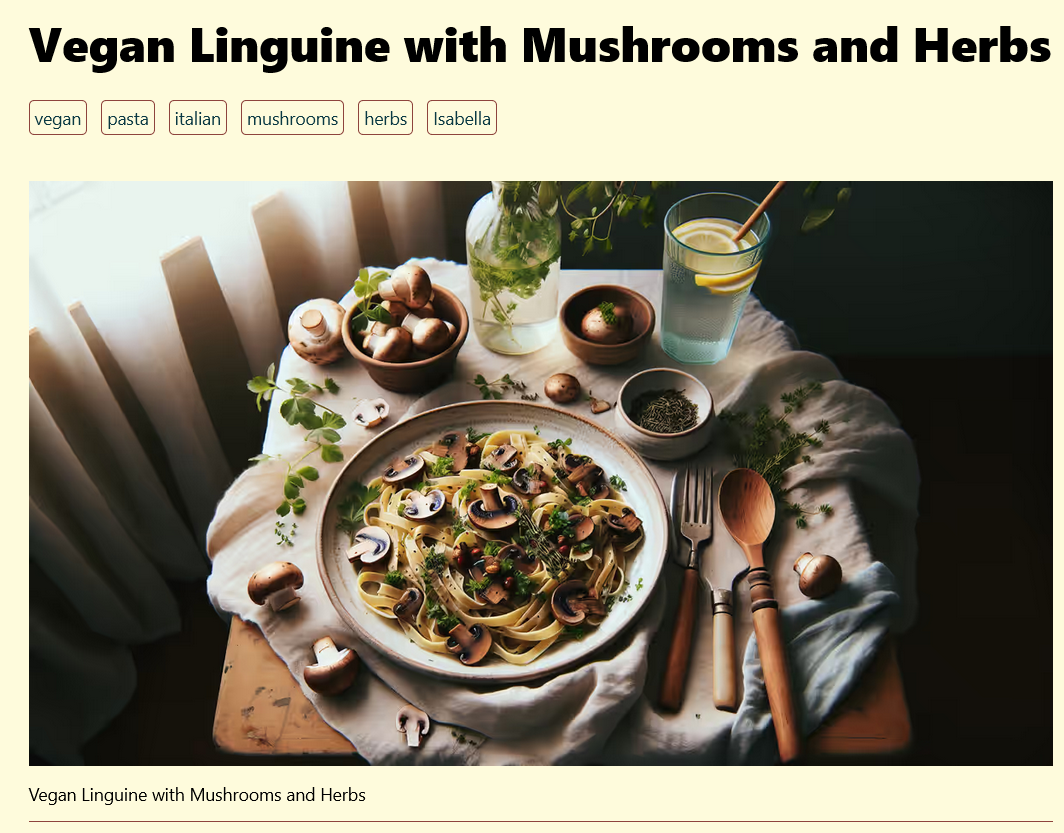 Vegan Linguine with Mushrooms and Herbs
vegan pasta italian mushrooms herbs Isabella
Vegan Linguine with Mushrooms and Herbs